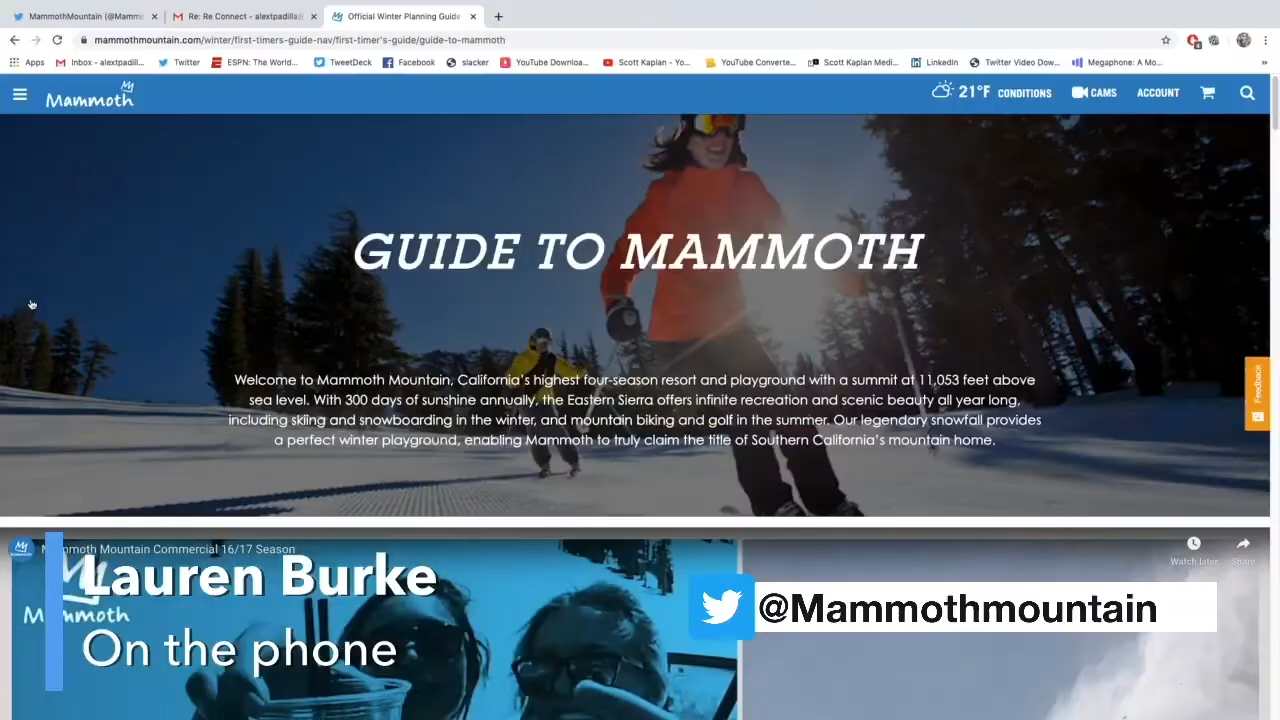 MammothMountain (@Mammo
Re: Re Connect - alextpadilla@
Official Winter Planning Guide
mammothmountain.com/winter/first-timers-guide-nav/first-timer's-guide/guide-to-mammoth
Apps
Inbox - alextpadill...
Twitter
ESPN: The World...
TweetDeck
Facebook
slacker
YouTube Downloa...
Scott Kaplan - Yo...
YouTube Converte...
Scott Kaplan Medi...
LinkedIn
Twitter Video Dow...
Megaphone: A Mo...
Mammoth
21°F CONDITIONS
CAMS
ACCOUNT
GUIDE TO MAMMOTH
Welcome to Mammoth Mountain, California's highest four-season resort and playground with a summit at 11,053 feet above
sea level. With 300 days of sunshine annually, the Eastern Sierra offers infinite recreation and scenic beauty all year long,
including skiing and snowboarding in the winter, and mountain biking and golf in the summer. Our legendary snowfall provides
a perfect winter playground, enabling Mammoth to truly claim the title of Southern California's mountain home.
Feedback
Mammoth Mountain Commercial 16/17 Season
Watch later
Share
Mammoth
Lauren Burke
On the phone
@Mammothmountain